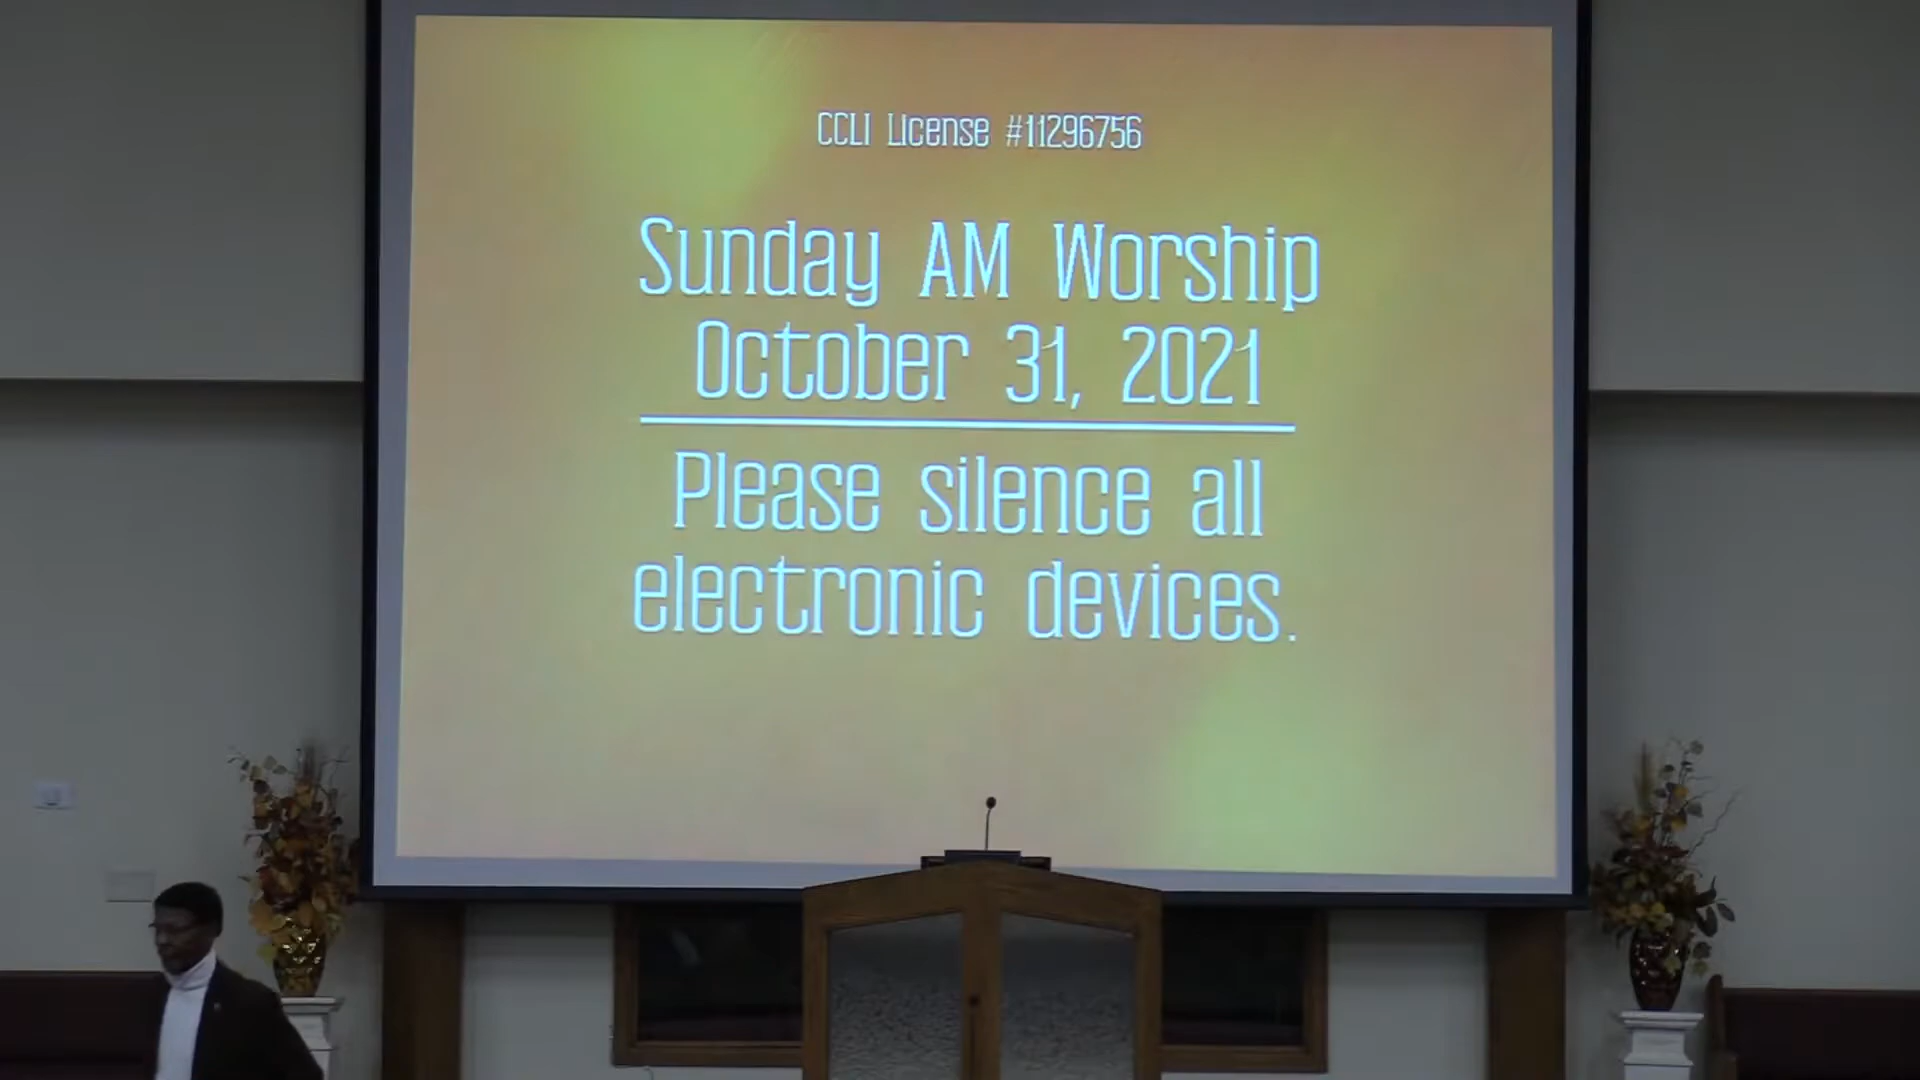 CCLI License #11296756
Sunday AM Worship
October 31, 2021
Please silence all
electronic devices.